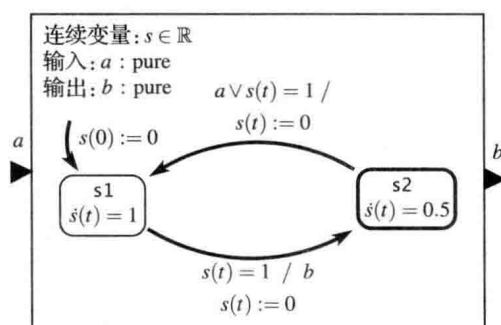 连续变量: s ∈ ℝ
输入: a : pure
输出: b : pure
a ∨ s(t) = 1 /
s(t) := 0
s(0) := 0
a
b
s1
ṡ(t) = 1
s2
ṡ(t) = 0.5
s(t) = 1 / b
s(t) := 0